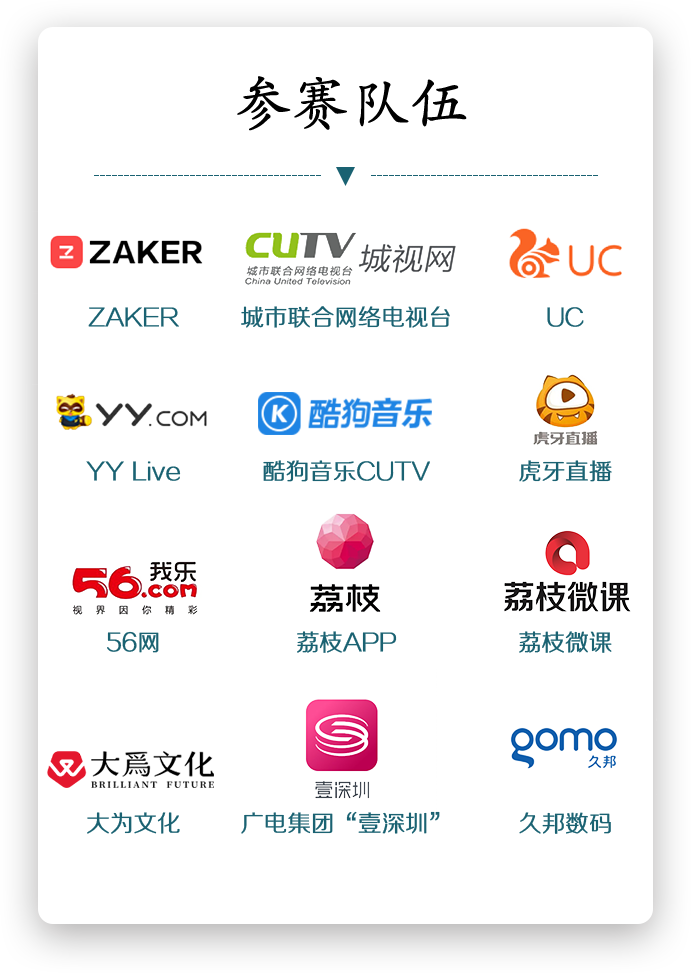 参赛队伍
Z ZAKER
CUTV 城视网
城市联合网络电视台
China United Television
UC
ZAKER
城市联合网络电视台
UC
YY.COM
K 酷狗音乐
虎牙直播
YY Live
酷狗音乐CUTV
虎牙直播
56.com 我乐
视界因你精彩
荔枝
荔枝微课
56网
荔枝APP
荔枝微课
大爲文化
BRILLIANT FUTURE
壹深圳
gomo
久邦
大为文化
广电集团“壹深圳”
久邦数码